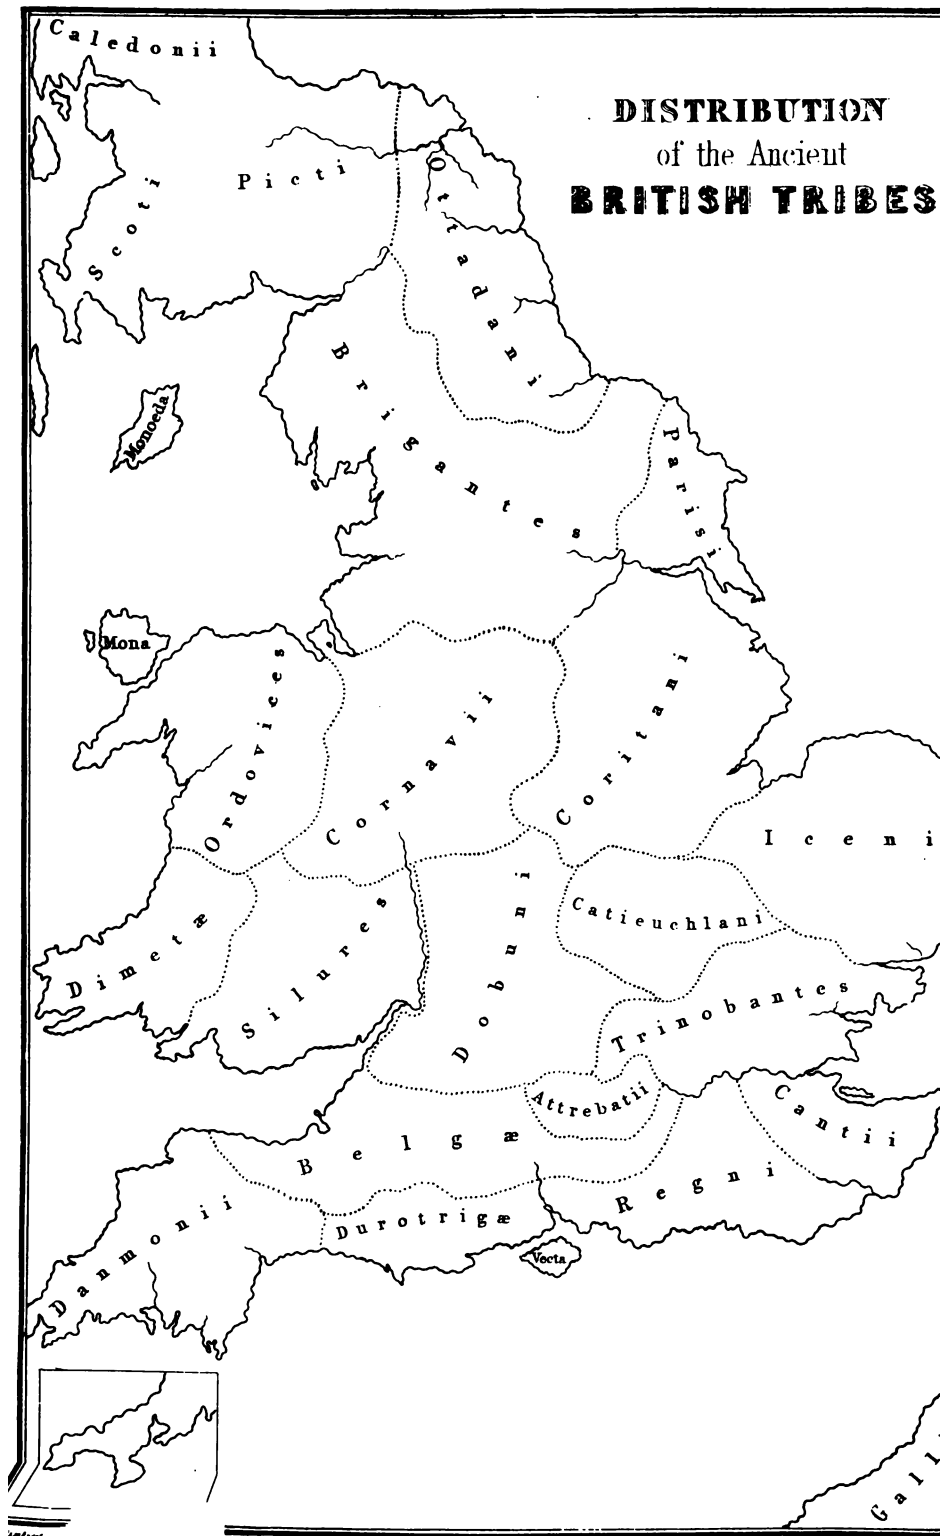 Caledonii
DISTRIBUTION
of the Ancient
BRITISH TRIBES
Scoti
Picti
Ottadani
Brigantes
Monoeda
Parisi
Mona
Ordovices
Cornavii
Coritani
Iceni
Dimetæ
Silures
Dobuni
Catieuchlani
Trinobantes
Attrebatii
Cantii
Belgæ
Regni
Danmonii
Durotrigæ
Vecta